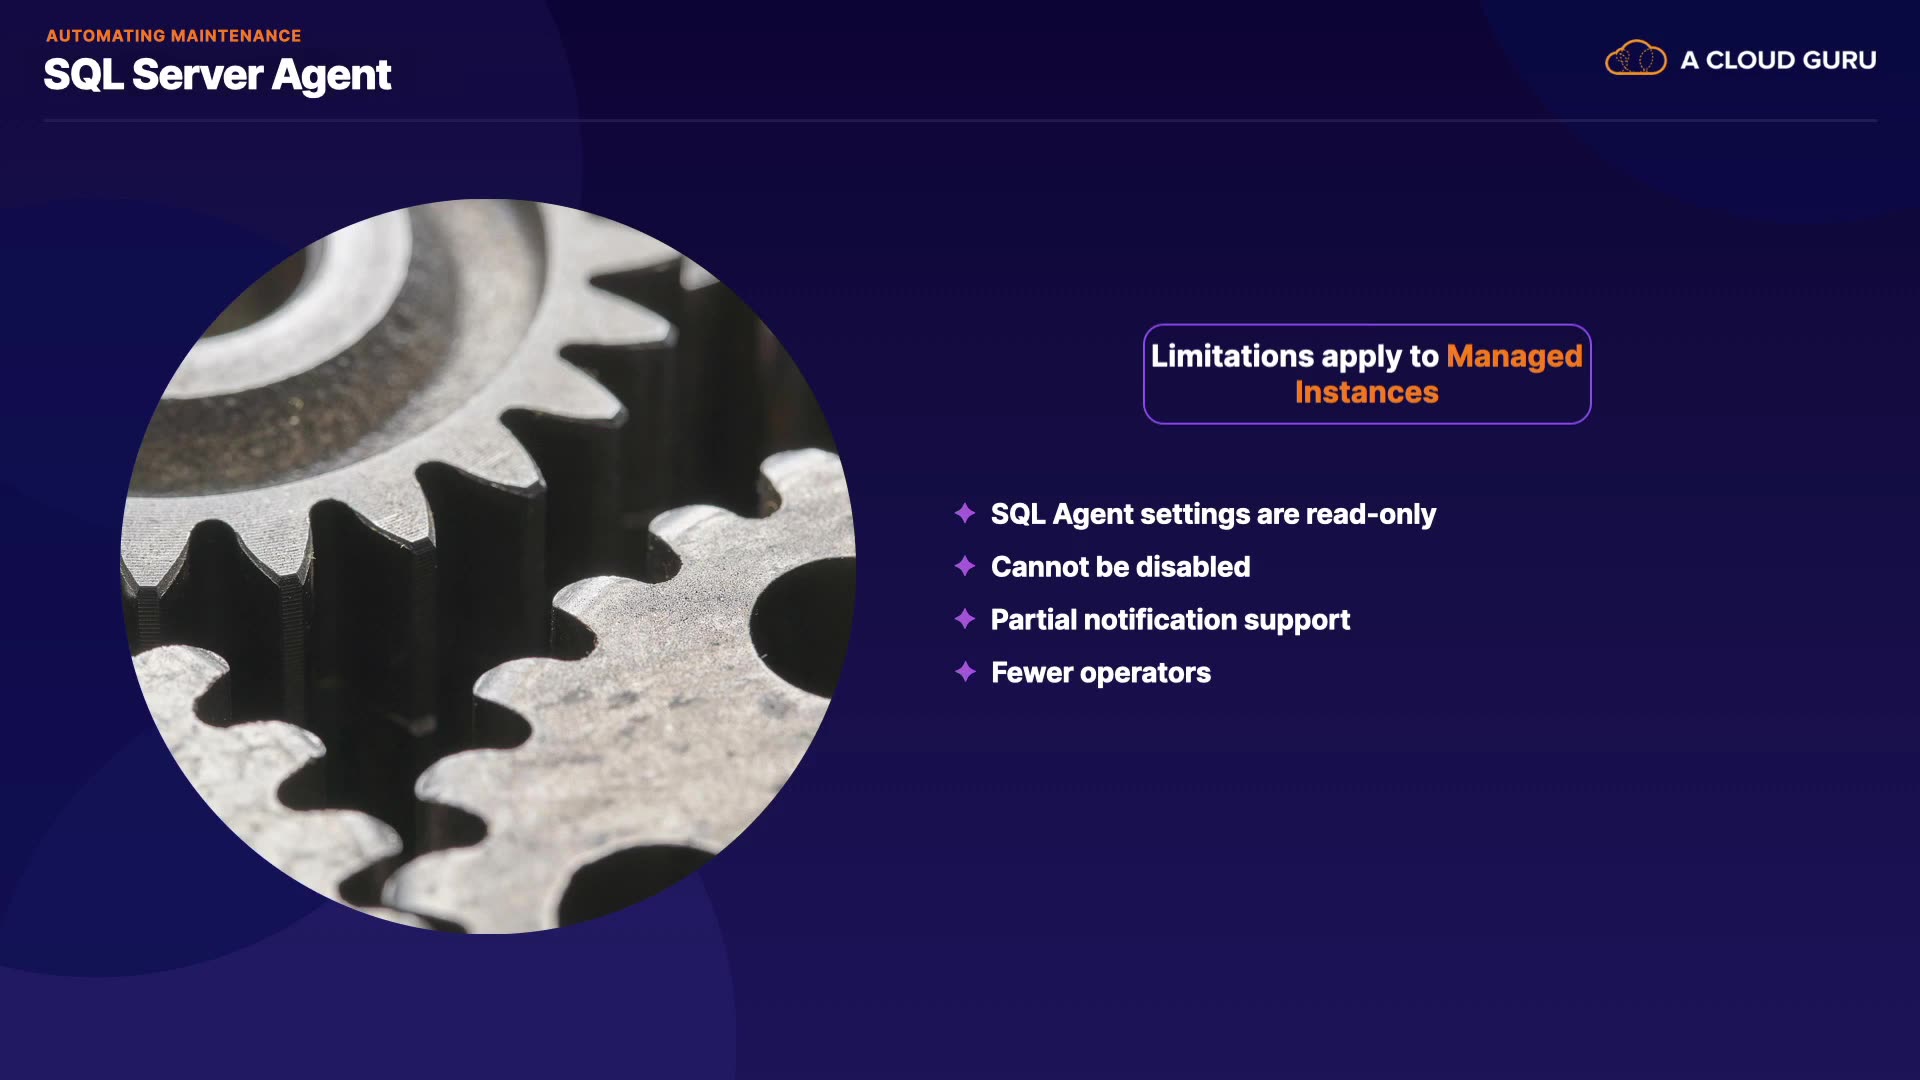 AUTOMATING MAINTENANCE
SQL Server Agent
A CLOUD GURU
Limitations apply to Managed
Instances
SQL Agent settings are read-only
Cannot be disabled
Partial notification support
Fewer operators